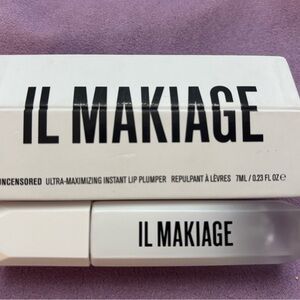 IL MAKIAGE
UNCENSORED ULTRA-MAXIMIZING INSTANT LIP PLUMPER REPULPANT À LÈVRES 7ML / 0.23 FL OZ ℮
IL MAKIAGE